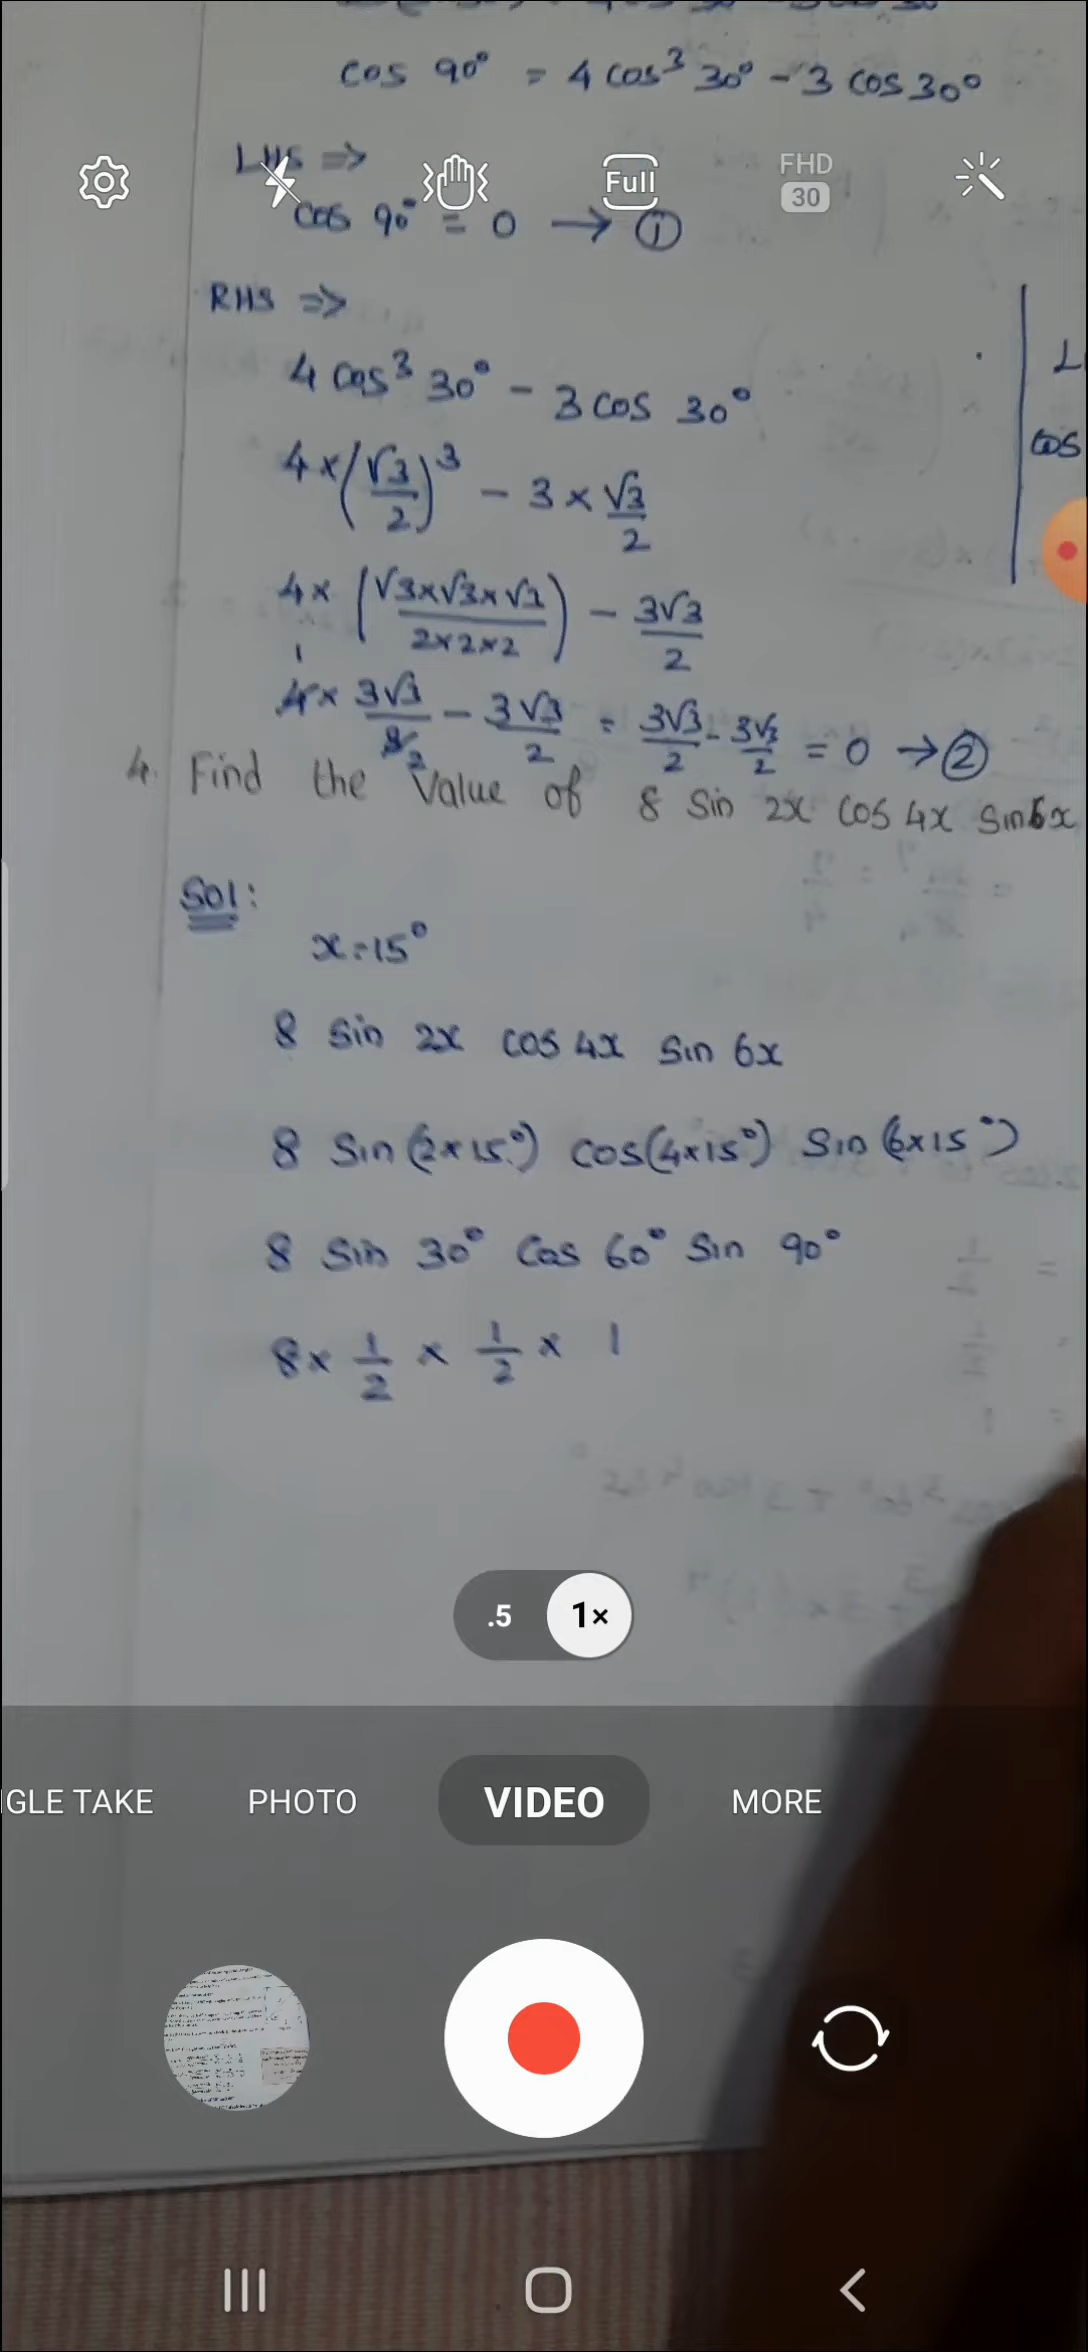 cos 90° = 4 cos³ 30° - 3 cos 30°
LHS ⇒
Full
FHD
30
cos 90° = 0 → ①
RHS ⇒
4 cos³ 30° - 3 cos 30°
cos
4×(√3/2)³ - 3 × √3/2
4× (√3×√3×√3/2×2×2) - 3√3/2
1
4× 3√3/8 2 - 3√3/2 = 3√3/2 - 3√3/2 = 0 → ②
4. Find the Value of 8 Sin 2x cos 4x Sin 6x
Sol:
x = 15°
8 Sin 2x cos 4x Sin 6x
8 Sin (2×15°) cos(4×15°) Sin (6×15°)
8 Sin 30° Cos 60° Sin 90°
8× 1/2 × 1/2 × 1
.5 1×
GLE TAKE PHOTO VIDEO MORE